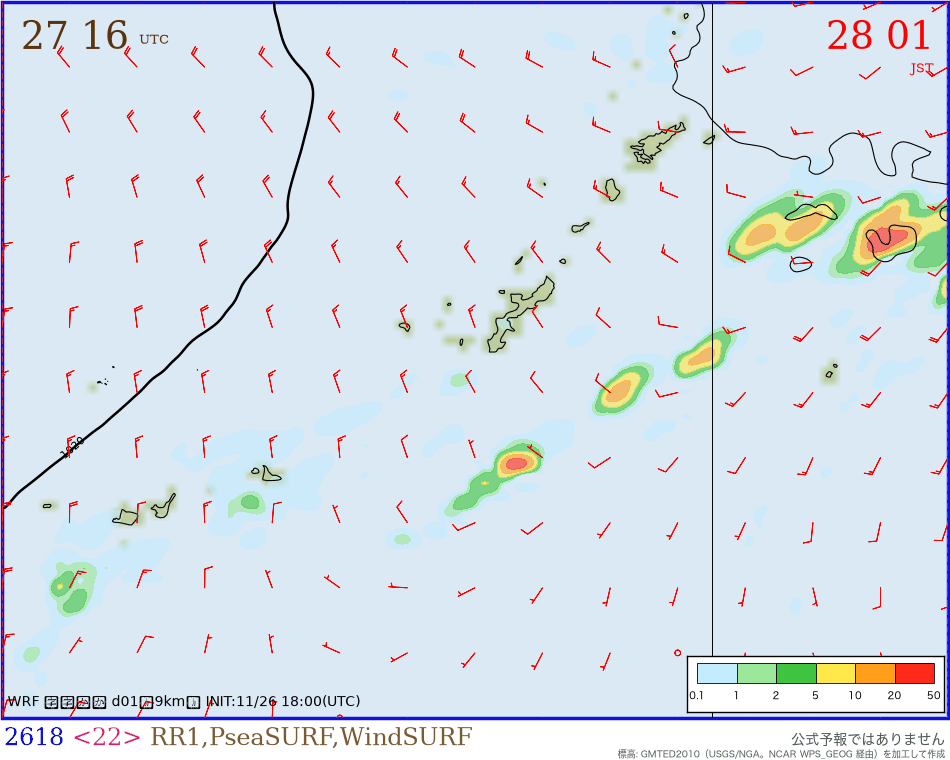 27 16 UTC
28 01
JST
1020
WRF d01 9km INIT:11/26 18:00(UTC)
0.1 1 2 5 10 20 50
2618 <22> RR1,PseaSURF,WindSURF
公式予報ではありません
標高: GMTED2010（USGS/NGA。NCAR WPS_GEOG 経由）を加工して作成